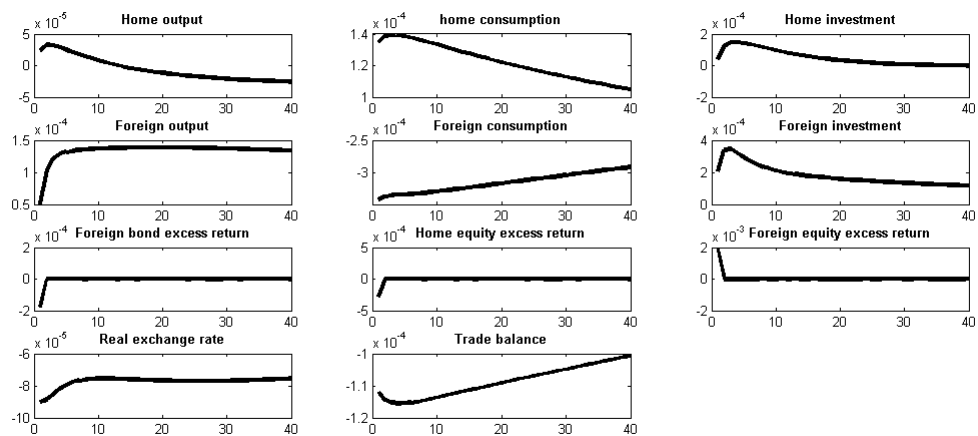 Home output
home consumption
Home investment
x 10^-5
5
0
-5
0 10 20 30 40
x 10^-4
1.4
1.2
1
0 10 20 30 40
x 10^-4
2
0
-2
0 10 20 30 40
Foreign output
Foreign consumption
Foreign investment
x 10^-4
1.5
1
0.5
0 10 20 30 40
x 10^-4
-2.5
-3
0 10 20 30 40
x 10^-4
4
2
0
0 10 20 30 40
Foreign bond excess return
Home equity excess return
Foreign equity excess return
x 10^-4
2
0
-2
0 10 20 30 40
x 10^-4
5
0
-5
0 10 20 30 40
x 10^-3
2
0
-2
0 10 20 30 40
Real exchange rate
Trade balance
x 10^-5
-6
-8
-10
0 10 20 30 40
x 10^-4
-1
-1.1
-1.2
0 10 20 30 40